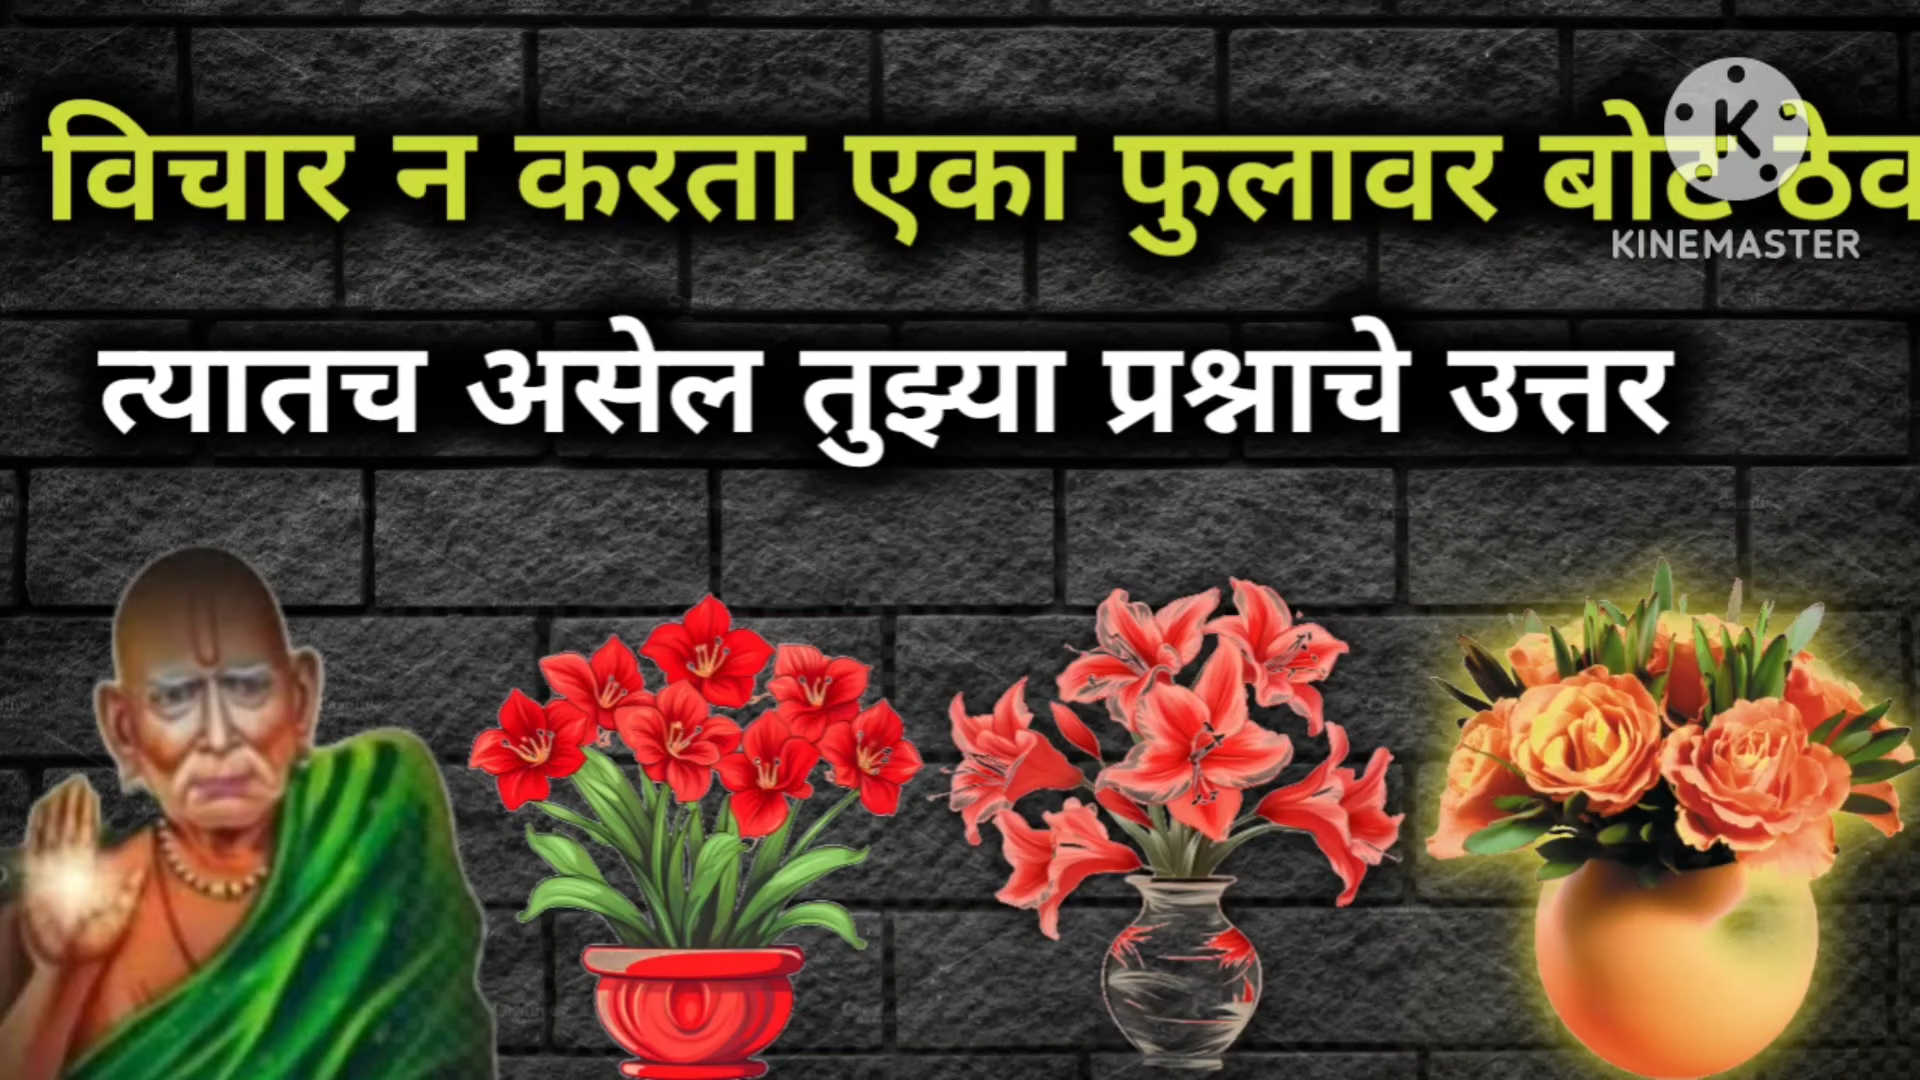 विचार न करता एका फुलावर बोट ठेव
K
KINEMASTER
त्यातच असेल तुझ्या प्रश्नाचे उत्तर